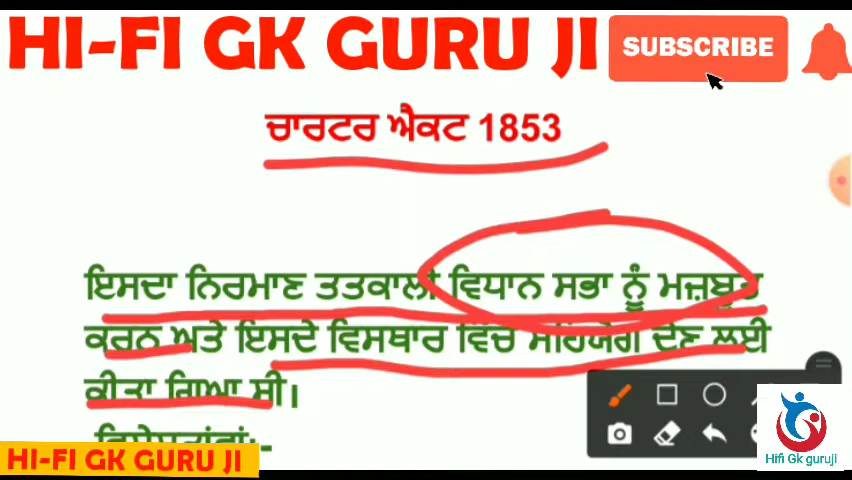 HI-FI GK GURU JI
SUBSCRIBE
ਚਾਰਟਰ ਐਕਟ 1853
ਇਸਦਾ ਨਿਰਮਾਣ ਤਤਕਾਲੀ ਵਿਧਾਨ ਸਭਾ ਨੂੰ ਮਜ਼ਬੂਤ
ਕਰਨ ਅਤੇ ਇਸਦੇ ਵਿਸਥਾਰ ਵਿੱਚ ਸਹਿਯੋਗ ਦੇਣ ਲਈ
ਕੀਤਾ ਗਿਆ ਸੀ।
ਵਿਸ਼ੇਸ਼ਤਾਵਾਂ:-
HI-FI GK GURU JI
Hifi Gk guruji